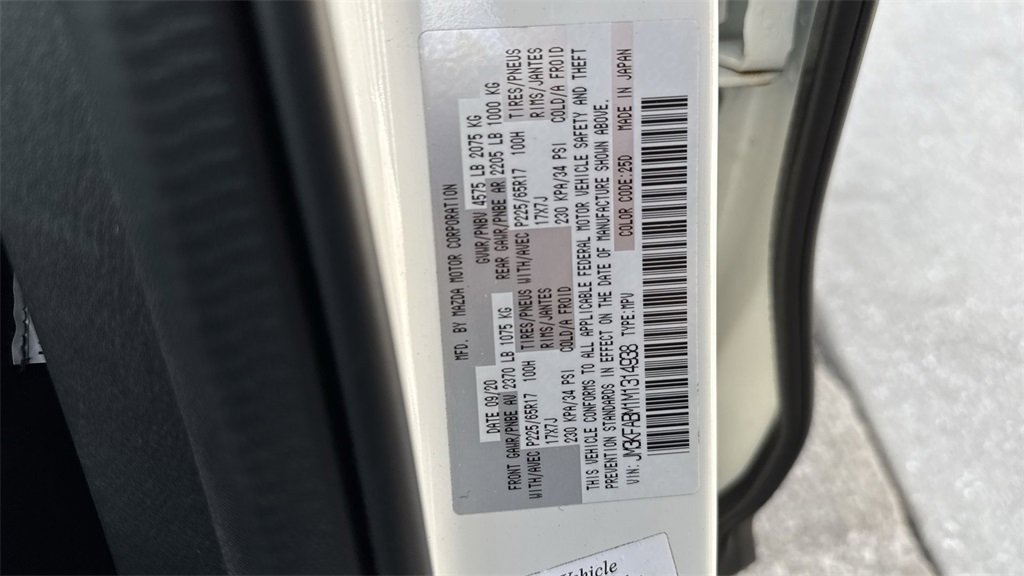 MFD. BY MAZDA MOTOR CORPORATION
DATE 09/20 GVWR/PNBV 4575 LB 2075 KG
FRONT GAWR/PNBE AV 2370 LB 1075 KG REAR GAWR/PNBE AR 2205 LB 1000 KG
WITH/AVEC P225/65R17 100H TIRES/PNEUS WITH/AVEC P225/65R17 100H TIRES/PNEUS
17X7J RIMS/JANTES 17X7J RIMS/JANTES
230 KPA/34 PSI COLD/A FROID 230 KPA/34 PSI COLD/A FROID
THIS VEHICLE CONFORMS TO ALL APPLICABLE FEDERAL MOTOR VEHICLE SAFETY AND THEFT
PREVENTION STANDARDS IN EFFECT ON THE DATE OF MANUFACTURE SHOWN ABOVE.
COLOR CODE:25D MADE IN JAPAN
VIN: JM3KFABM1M1314938 TYPE:MPV
Vehicle